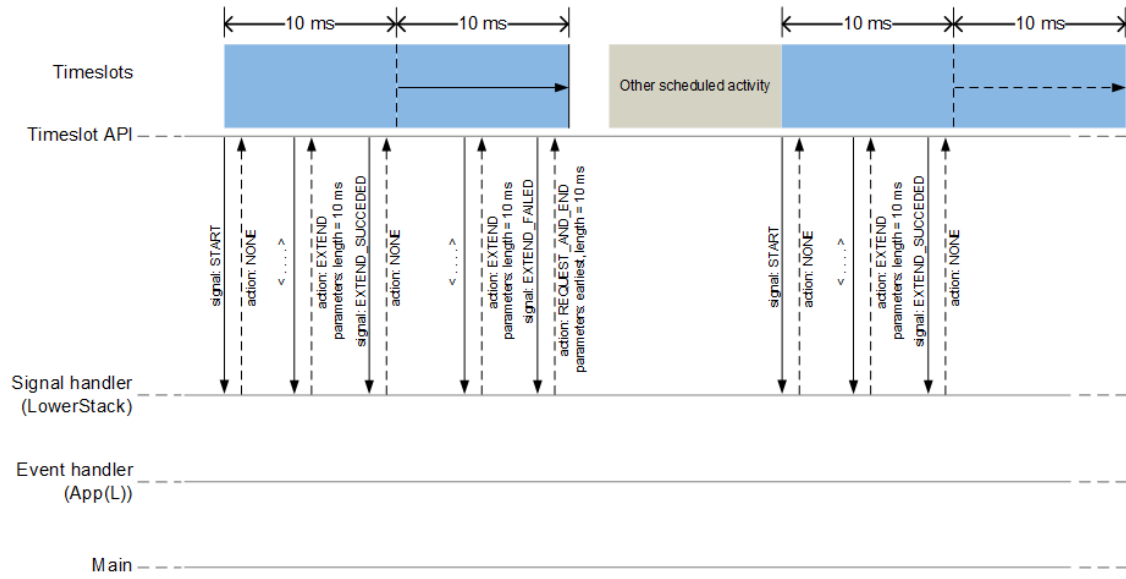 10 ms
10 ms
10 ms
10 ms
Timeslots
Other scheduled activity
Timeslot API
signal: START
action: NONE
< . . . . >
action: EXTEND
parameters: length = 10 ms
signal: EXTEND_SUCCEDED
action: NONE
< . . . . >
action: EXTEND
parameters: length = 10 ms
signal: EXTEND_FAILED
action: REQUEST_AND_END
parameters: earliest, length = 10 ms
signal: START
action: NONE
< . . . . >
action: EXTEND
parameters: length = 10 ms
signal: EXTEND_SUCCEDED
action: NONE
Signal handler
(LowerStack)
Event handler
(App(L))
Main